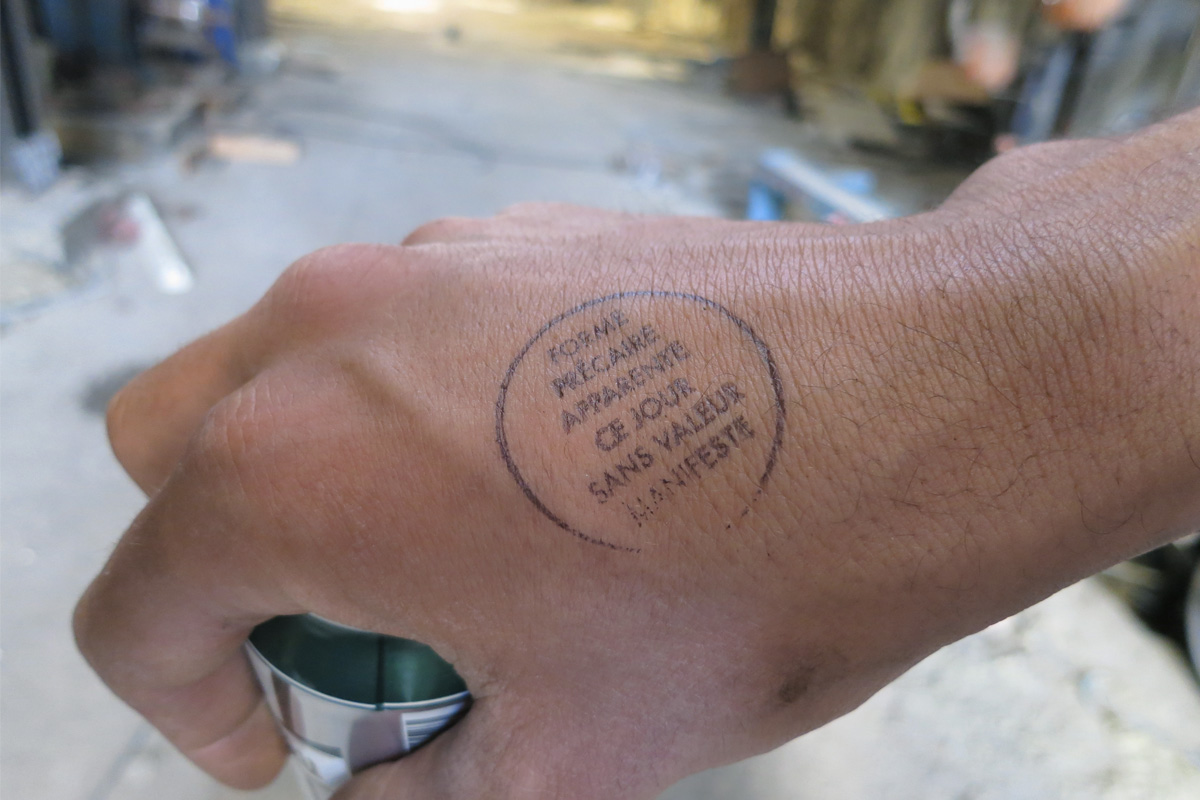 FORME
PRÉCAIRE
APPARENTE
CE JOUR
SANS VALEUR
MANIFESTE